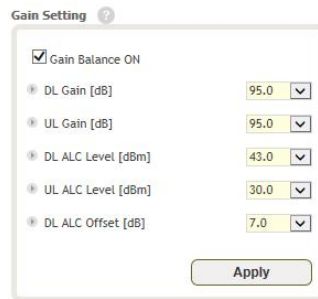 Gain Setting ?
Gain Balance ON
DL Gain [dB] 95.0
UL Gain [dB] 95.0
DL ALC Level [dBm] 43.0
UL ALC Level [dBm] 30.0
DL ALC Offset [dB] 7.0
Apply